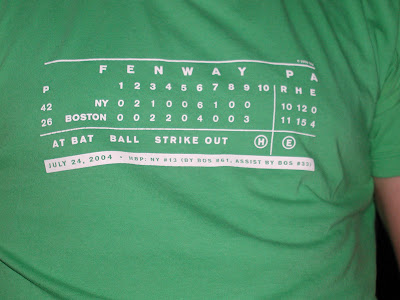 FENWAY PA
P 1 2 3 4 5 6 7 8 9 10 R H E
42 NY 0 2 1 0 0 6 1 0 0 10 12 0
26 BOSTON 0 0 2 2 0 4 0 0 3 11 15 4
AT BAT BALL STRIKE OUT H E
JULY 24, 2004 - HBP: NY #13 (BY BOS #61, ASSIST BY BOS #33)